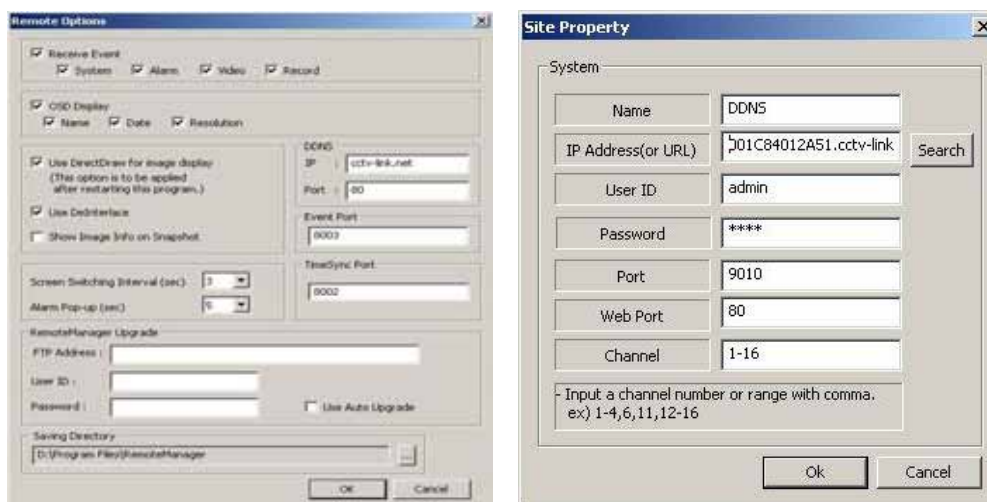 Remote Options
Receive Event
System Alarm Video Record
OSD Display
Name Date Resolution
Use DirectDraw for image display
(This option is to be applied
after restarting this program.)
Use DeInterlace
Show Image Info on Snapshot
DDNS
IP : cctv-link.net
Port : 80
Event Port
8003
TimeSync Port
8002
Screen Switching Interval (sec) 3
Alarm Pop-up (sec) 5
RemoteManager Upgrade
FTP Address :
User ID :
Password :
Use Auto Upgrade
Saving Directory
D:\Program Files\RemoteManager
...
OK Cancel
Site Property
System
Name DDNS
IP Address(or URL) 001C84012A51.cctv-link Search
User ID admin
Password ****
Port 9010
Web Port 80
Channel 1-16
- Input a channel number or range with comma.
ex) 1-4,6,11,12-16
Ok Cancel